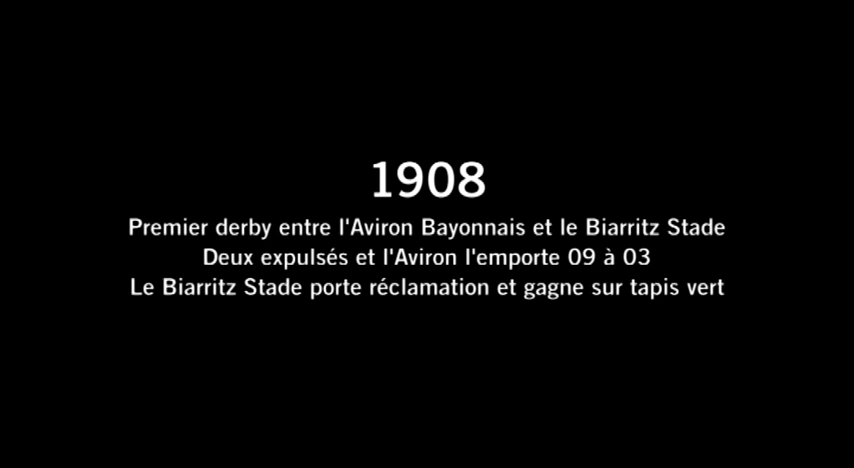 1908
Premier derby entre l'Aviron Bayonnais et le Biarritz Stade
Deux expulsés et l'Aviron l'emporte 09 à 03
Le Biarritz Stade porte réclamation et gagne sur tapis vert